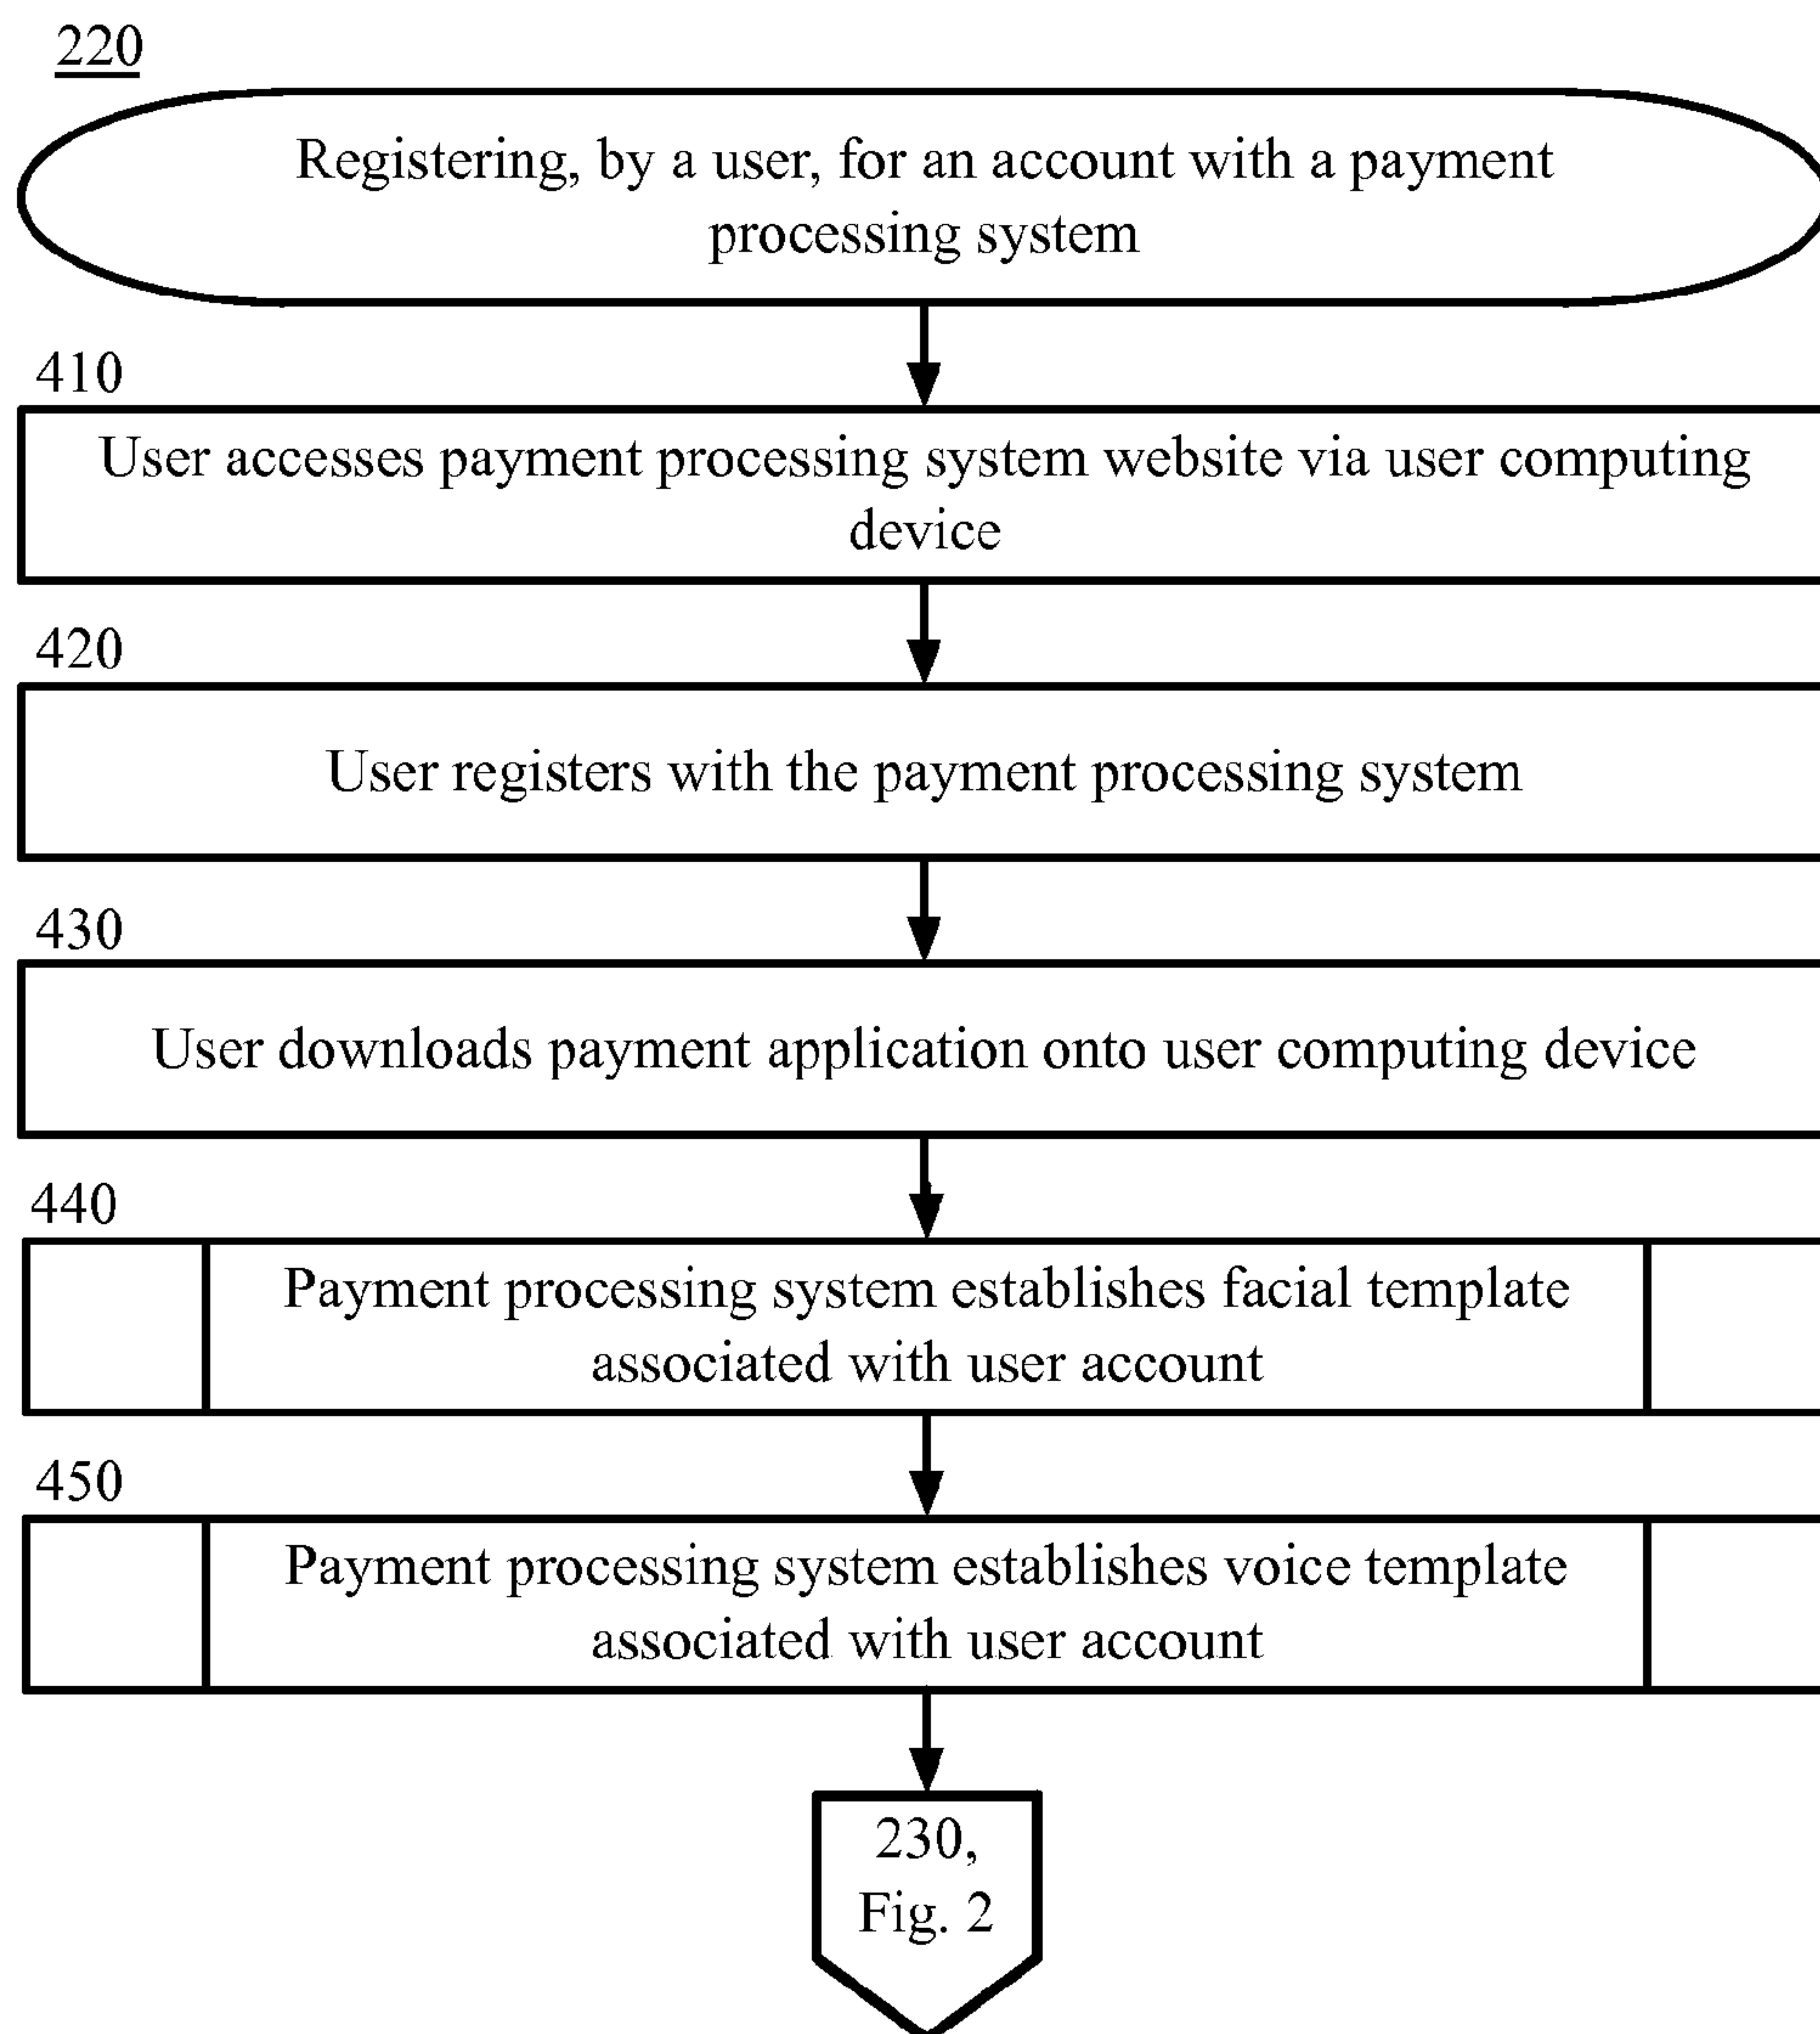 220
Registering, by a user, for an account with a payment
processing system
410
User accesses payment processing system website via user computing
device
420
User registers with the payment processing system
430
User downloads payment application onto user computing device
440
Payment processing system establishes facial template
associated with user account
450
Payment processing system establishes voice template
associated with user account
230,
Fig. 2